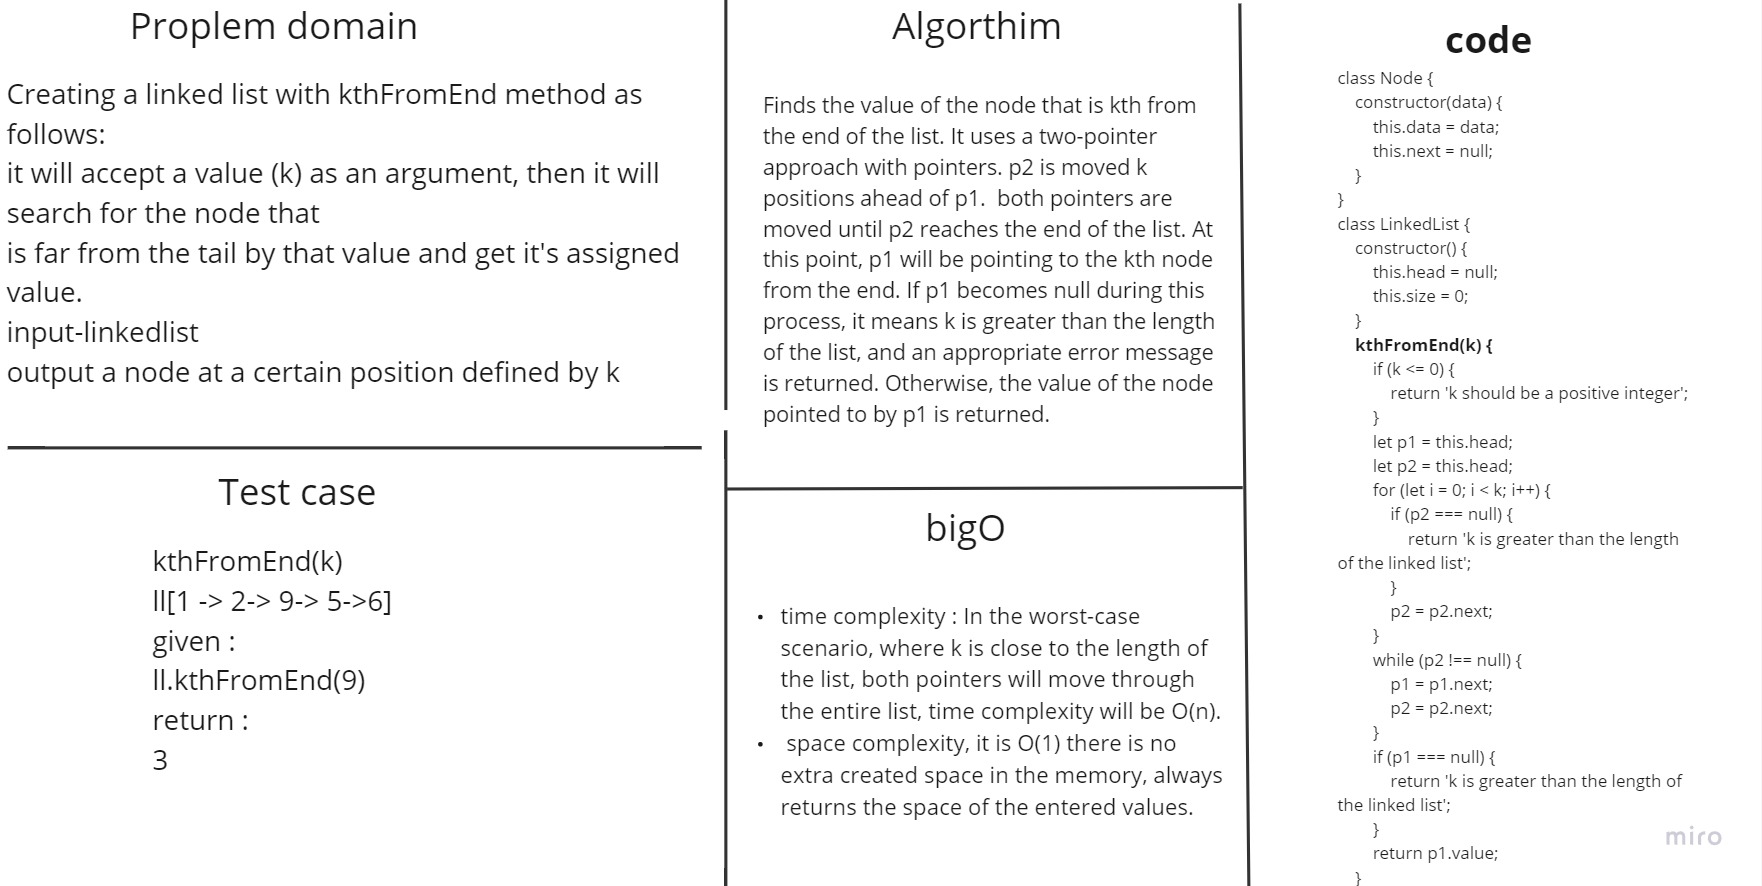 Proplem domain
Creating a linked list with kthFromEnd method as
follows:
it will accept a value (k) as an argument, then it will
search for the node that
is far from the tail by that value and get it's assigned
value.
input-linkedlist
output a node at a certain position defined by k
Test case
kthFromEnd(k)
ll[1 -> 2-> 9-> 5->6]
given :
ll.kthFromEnd(9)
return :
3
Algorthim
Finds the value of the node that is kth from
the end of the list. It uses a two-pointer
approach with pointers. p2 is moved k
positions ahead of p1.  both pointers are
moved until p2 reaches the end of the list. At
this point, p1 will be pointing to the kth node
from the end. If p1 becomes null during this
process, it means k is greater than the length
of the list, and an appropriate error message
is returned. Otherwise, the value of the node
pointed to by p1 is returned.
bigO
• time complexity : In the worst-case
scenario, where k is close to the length of
the list, both pointers will move through
the entire list, time complexity will be O(n).
• space complexity, it is O(1) there is no
extra created space in the memory, always
returns the space of the entered values.
code
class Node {
constructor(data) {
this.data = data;
this.next = null;
}
}
class LinkedList {
constructor() {
this.head = null;
this.size = 0;
}
kthFromEnd(k) {
if (k <= 0) {
return 'k should be a positive integer';
}
let p1 = this.head;
let p2 = this.head;
for (let i = 0; i < k; i++) {
if (p2 === null) {
return 'k is greater than the length
of the linked list';
}
p2 = p2.next;
}
while (p2 !== null) {
p1 = p1.next;
p2 = p2.next;
}
if (p1 === null) {
return 'k is greater than the length of
the linked list';
}
return p1.value;
}
miro